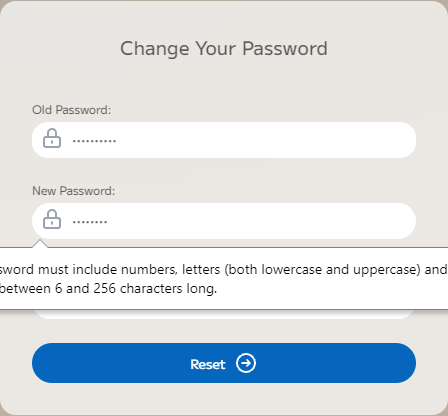 Change Your Password
Old Password:
New Password:
sword must include numbers, letters (both lowercase and uppercase) and
between 6 and 256 characters long.
Reset